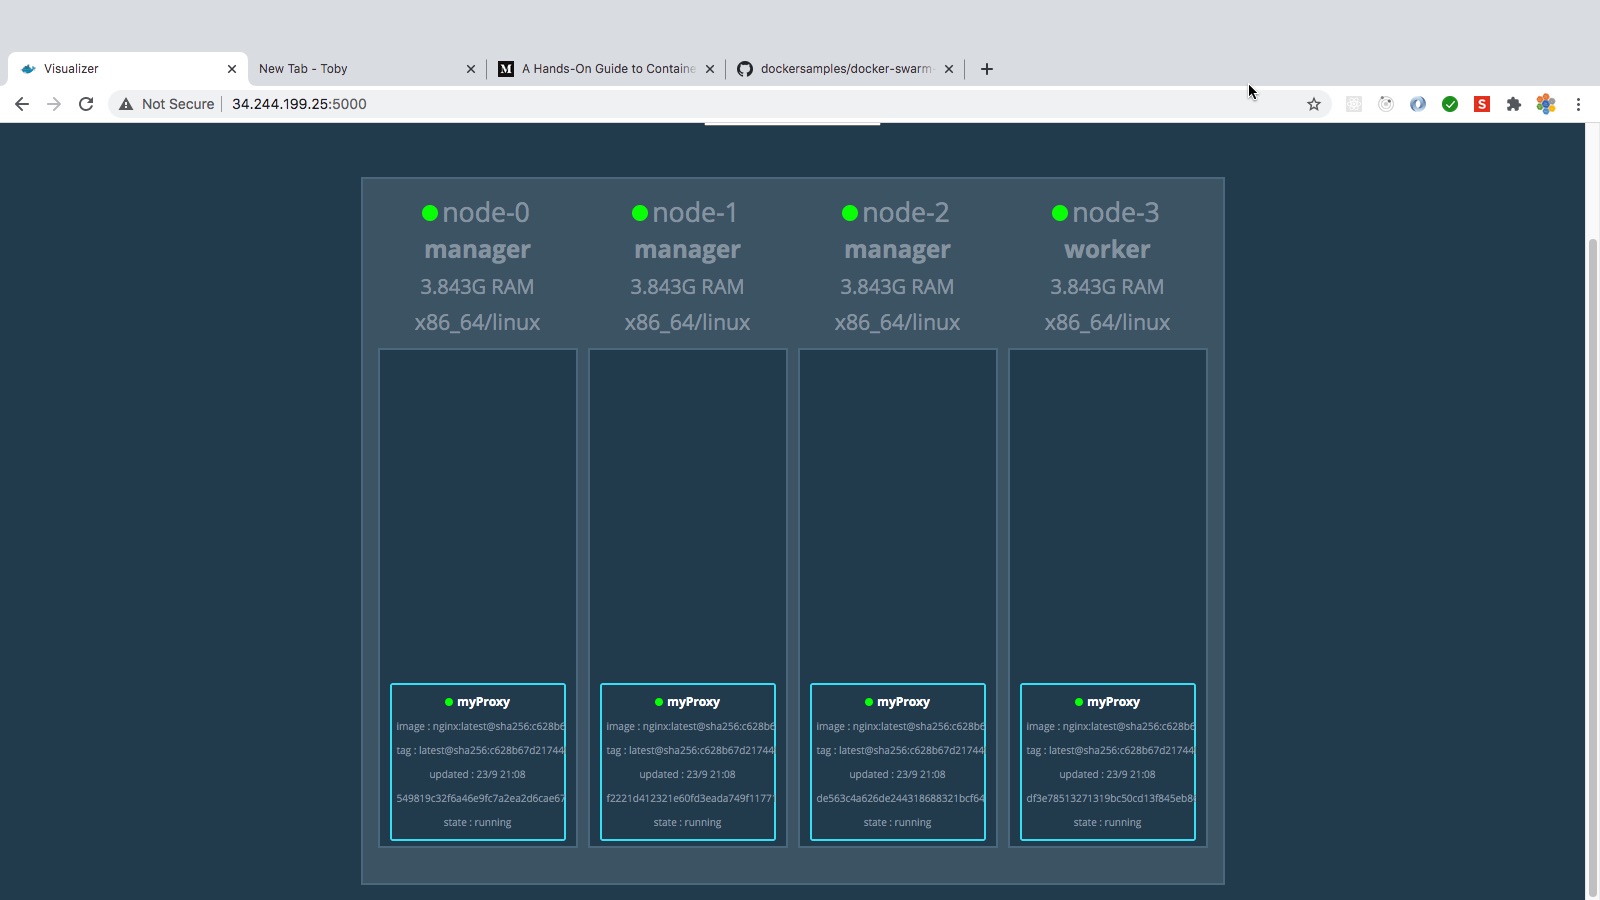 Visualizer
New Tab - Toby
A Hands-On Guide to Containe
dockersamples/docker-swarm-
Not Secure
34.244.199.25:5000
node-0
manager
3.843G RAM
x86_64/linux
node-1
manager
3.843G RAM
x86_64/linux
node-2
manager
3.843G RAM
x86_64/linux
node-3
worker
3.843G RAM
x86_64/linux
myProxy
image : nginx:latest@sha256:c628b6
tag : latest@sha256:c628b67d21744
updated : 23/9 21:08
549819c32f6a46e9fc7a2ea2d6cae67
state : running
myProxy
image : nginx:latest@sha256:c628b6
tag : latest@sha256:c628b67d21744
updated : 23/9 21:08
f2221d412321e60fd3eada749f11771
state : running
myProxy
image : nginx:latest@sha256:c628b6
tag : latest@sha256:c628b67d21744
updated : 23/9 21:08
de563c4a626de244318688321bcf64
state : running
myProxy
image : nginx:latest@sha256:c628b6
tag : latest@sha256:c628b67d21744
updated : 23/9 21:08
df3e78513271319bc50cd13f845eb8
state : running